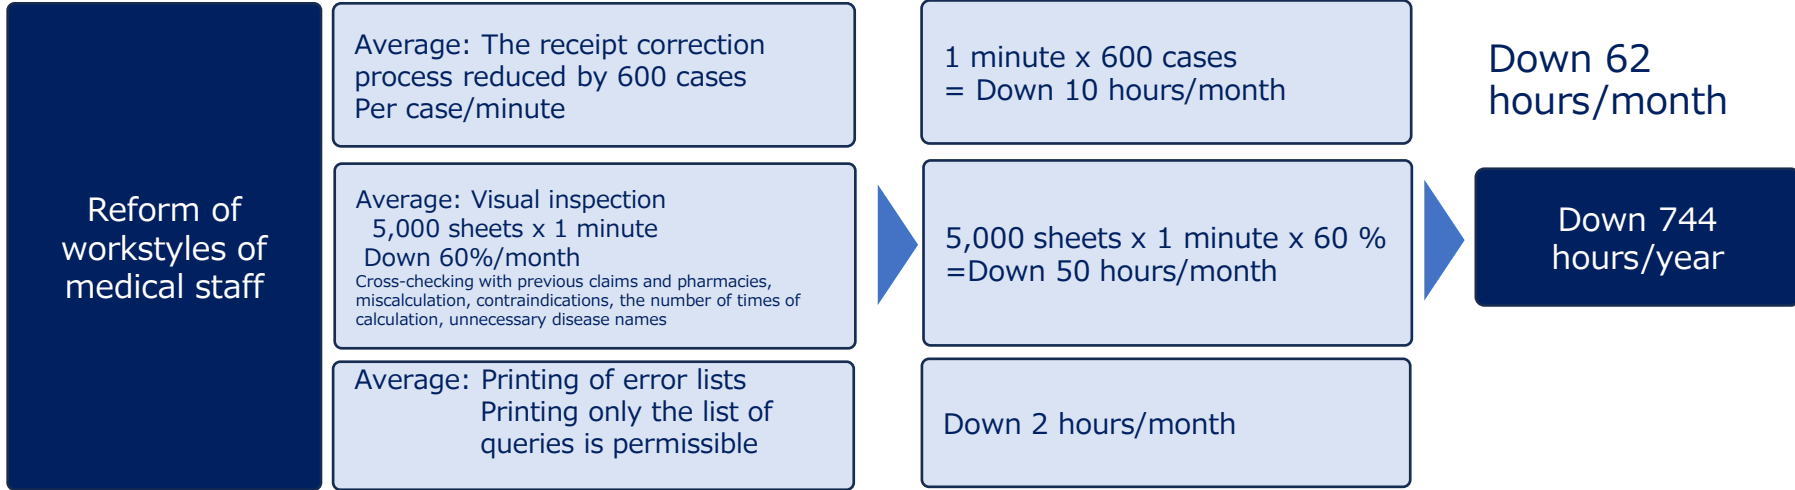 Reform of
workstyles of
medical staff
Average: The receipt correction
process reduced by 600 cases
Per case/minute
Average: Visual inspection
5,000 sheets x 1 minute
Down 60%/month
Cross-checking with previous claims and pharmacies,
miscalculation, contraindications, the number of times of
calculation, unnecessary disease names
Average: Printing of error lists
Printing only the list of
queries is permissible
1 minute x 600 cases
= Down 10 hours/month
5,000 sheets x 1 minute x 60 %
=Down 50 hours/month
Down 2 hours/month
Down 62
hours/month
Down 744
hours/year